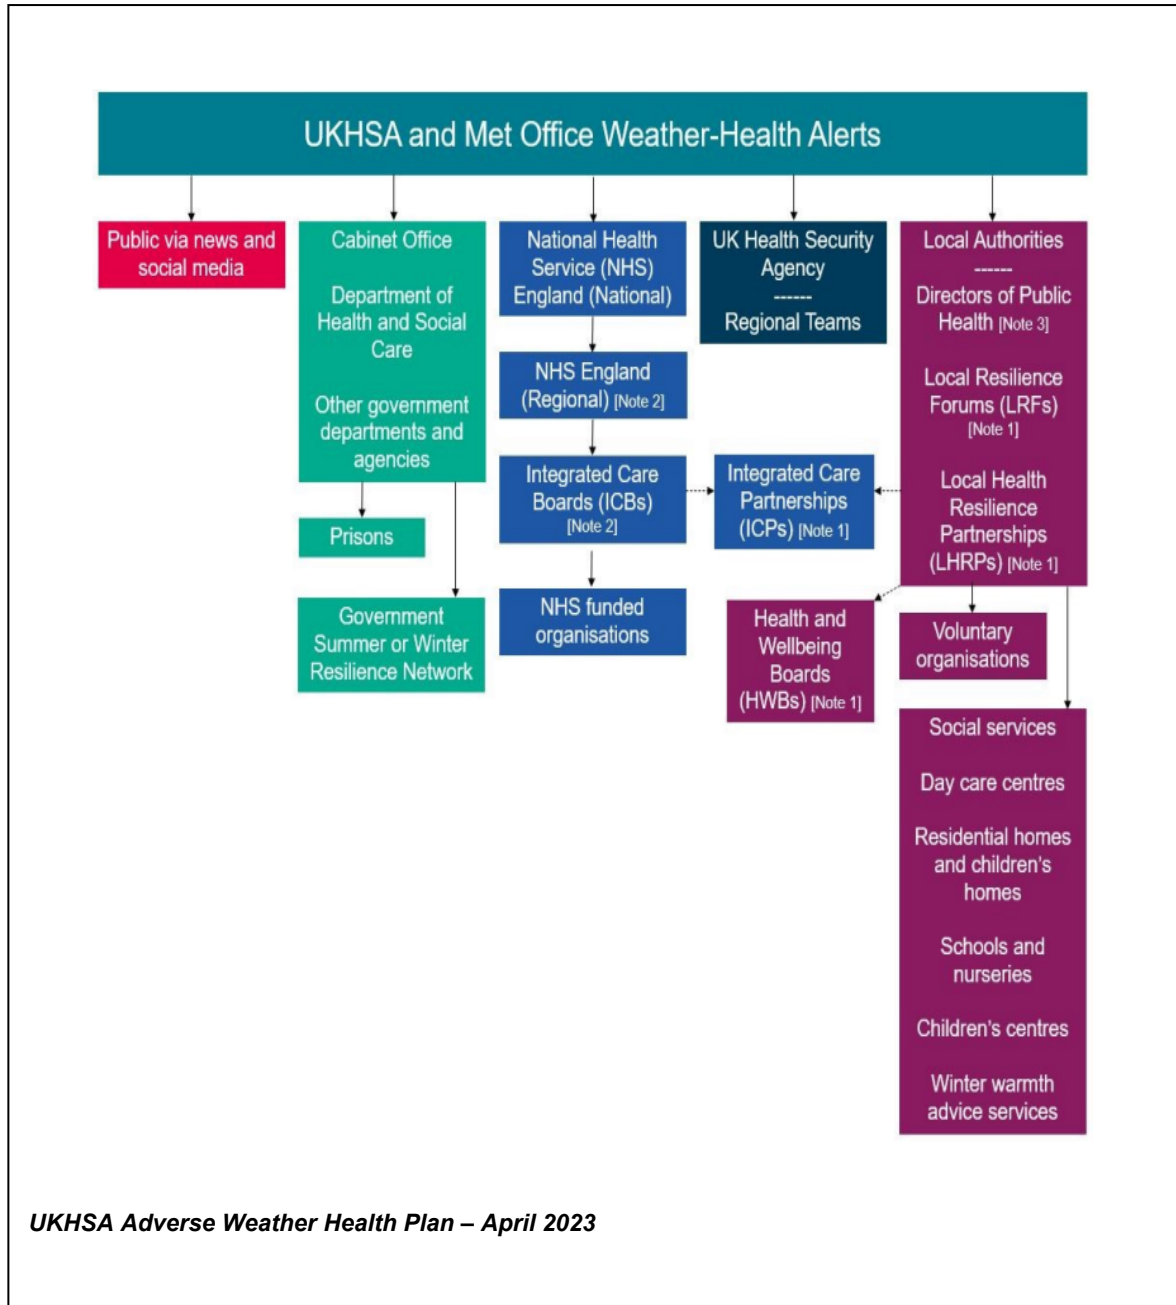 UKHSA and Met Office Weather-Health Alerts
Public via news and
social media
Cabinet Office
Department of
Health and Social
Care
Other government
departments and
agencies
Prisons
Government
Summer or Winter
Resilience Network
National Health
Service (NHS)
England (National)
NHS England
(Regional) [Note 2]
Integrated Care
Boards (ICBs)
[Note 2]
NHS funded
organisations
UK Health Security
Agency
------
Regional Teams
Integrated Care
Partnerships
(ICPs) [Note 1]
Local Authorities
------
Directors of Public
Health [Note 3]
Local Resilience
Forums (LRFs)
[Note 1]
Local Health
Resilience
Partnerships
(LHRPs) [Note 1]
Health and
Wellbeing
Boards
(HWBs) [Note 1]
Voluntary
organisations
Social services
Day care centres
Residential homes
and children's
homes
Schools and
nurseries
Children's centres
Winter warmth
advice services
UKHSA Adverse Weather Health Plan – April 2023